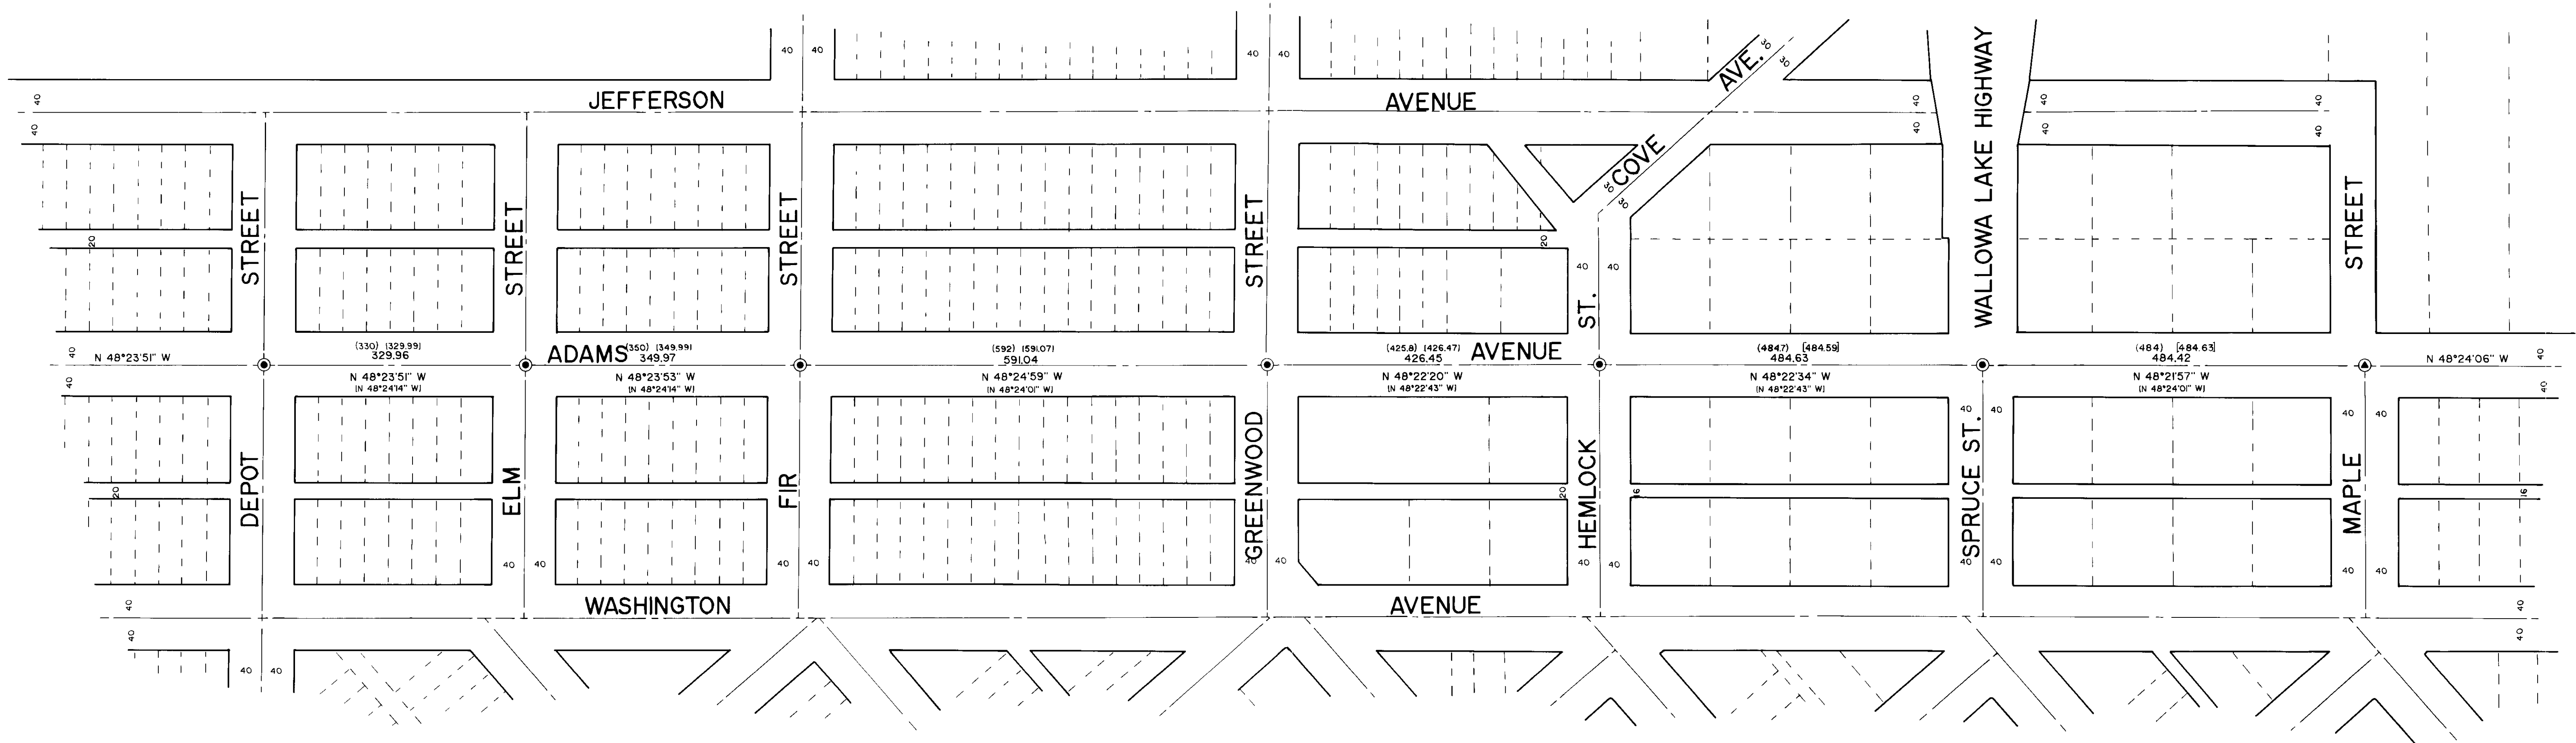 40 40 40 40
30
30
AVE.
JEFFERSON AVENUE
WALLOWA LAKE HIGHWAY
40 40 40 40
40 40 40 40
COVE
30
30
STREET STREET STREET STREET STREET
20 20
40 40
ST.
(330) [329.99] (350) [349.99] (592) [591.07] (425.8) [426.47] (484.7) [484.59] (484) [484.63]
40 N 48°23'51" W 329.96 ADAMS 349.97 591.04 426.45 AVENUE 484.63 484.42 N 48°24'06" W 40
40 N 48°23'51" W N 48°23'53" W N 48°24'59" W N 48°22'20" W N 48°22'34" W N 48°21'57" W 40
[N 48°24'14" W] [N 48°24'14" W] [N 48°24'01" W] [N 48°22'43" W] [N 48°22'43" W] [N 48°24'01" W]
40 40 40 40
DEPOT ELM FIR GREENWOOD HEMLOCK SPRUCE ST. MAPLE
20 20 16 16
40 40 40 40 40 40 40 40 40 40 40 40
40 WASHINGTON AVENUE 40
40 40
40 40